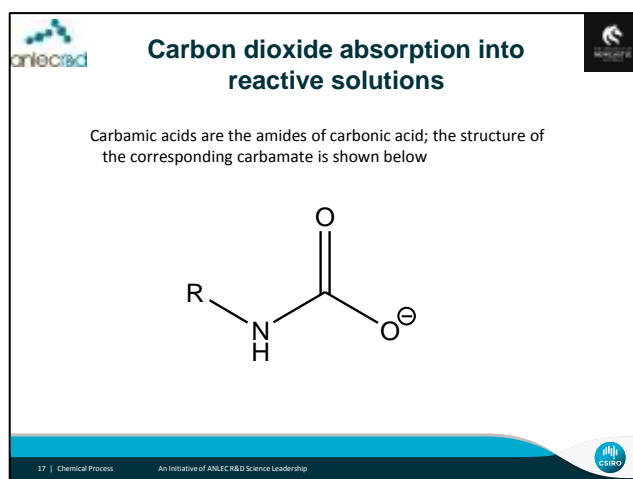 anlecr&d
Carbon dioxide absorption into
reactive solutions
Carbamic acids are the amides of carbonic acid; the structure of
the corresponding carbamate is shown below
O
R
N
H
O⊖
17 | Chemical Process An Initiative of ANLEC R&D Science Leadership
CSIRO